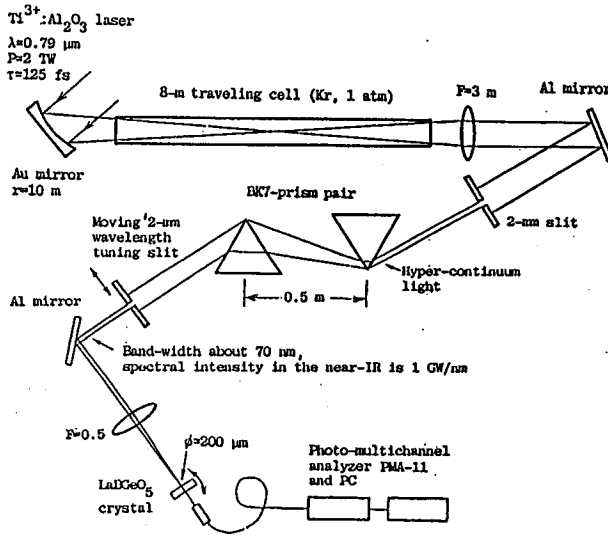 Ti3+:Al2O3 laser
λ=0.79 μm
P=2 TW
τ=125 fs
8-m traveling cell (Kr, 1 atm)
F=3 m
Al mirror
Au mirror
r=10 m
BK7-prism pair
2-mm slit
Moving 2-mm
wavelength
tuning slit
Hyper-continuum
light
0.5 m
Al mirror
Band-width about 70 nm,
spectral intensity in the near-IR is 1 GW/nm
F=0.5
φ=200 μm
Photo-multichannel
analyzer PMA-11
and PC
crystal